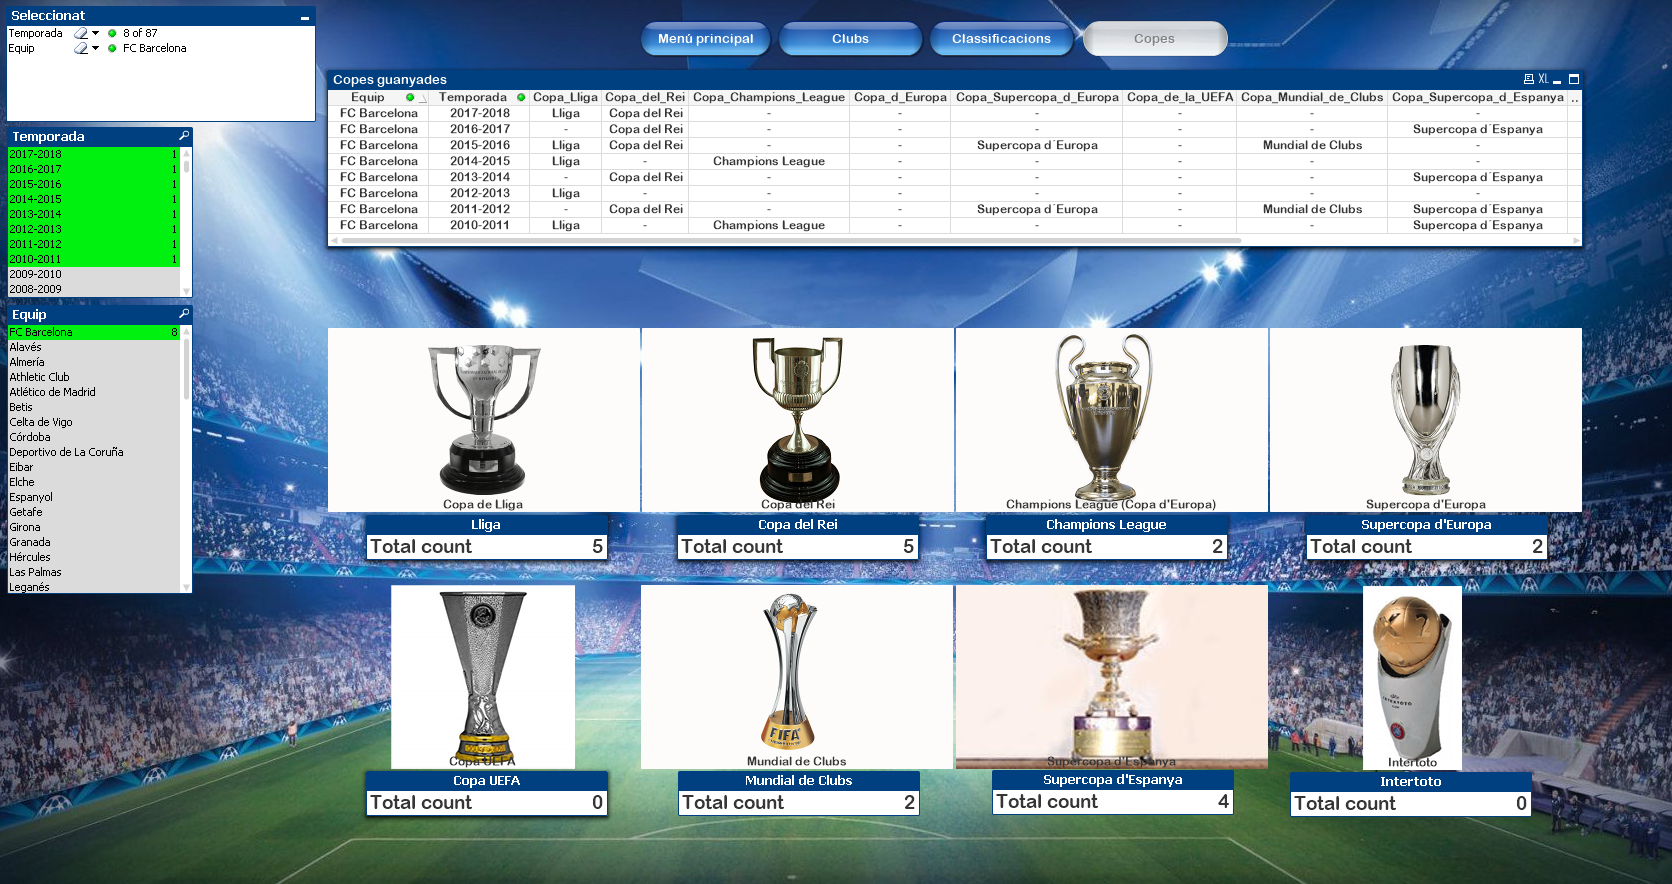 Seleccionat
Temporada 8 of 87
Equip FC Barcelona
Menú principal Clubs Classificacions Copes
Copes guanyades XL
Equip Temporada Copa_Lliga Copa_del_Rei Copa_Champions_League Copa_d_Europa Copa_Supercopa_d_Europa Copa_de_la_UEFA Copa_Mundial_de_Clubs Copa_Supercopa_d_Espanya ..
FC Barcelona 2017-2018 Lliga Copa del Rei - - - - - -
FC Barcelona 2016-2017 - Copa del Rei - - - - - Supercopa d´Espanya
FC Barcelona 2015-2016 Lliga Copa del Rei - - Supercopa d´Europa - Mundial de Clubs -
FC Barcelona 2014-2015 Lliga - Champions League - - - - -
FC Barcelona 2013-2014 - Copa del Rei - - - - - Supercopa d´Espanya
FC Barcelona 2012-2013 Lliga - - - - - - -
FC Barcelona 2011-2012 - Copa del Rei - - Supercopa d´Europa - Mundial de Clubs Supercopa d´Espanya
FC Barcelona 2010-2011 Lliga - Champions League - - - - Supercopa d´Espanya
Temporada
2017-2018 1
2016-2017 1
2015-2016 1
2014-2015 1
2013-2014 1
2012-2013 1
2011-2012 1
2010-2011 1
2009-2010
2008-2009
Equip
FC Barcelona 8
Alavés
Almería
Athletic Club
Atlético de Madrid
Betis
Celta de Vigo
Córdoba
Deportivo de La Coruña
Eibar
Elche
Espanyol
Getafe
Girona
Granada
Hércules
Las Palmas
Leganés
Copa de Lliga
Lliga
Total count 5
Copa del Rei
Copa del Rei
Total count 5
Champions League (Copa d'Europa)
Champions League
Total count 2
Supercopa d'Europa
Supercopa d'Europa
Total count 2
Copa UEFA
Copa UEFA
Total count 0
FIFA
Mundial de Clubs
Mundial de Clubs
Total count 2
Supercopa d'Espanya
Supercopa d'Espanya
Total count 4
Intertoto
Intertoto
Total count 0